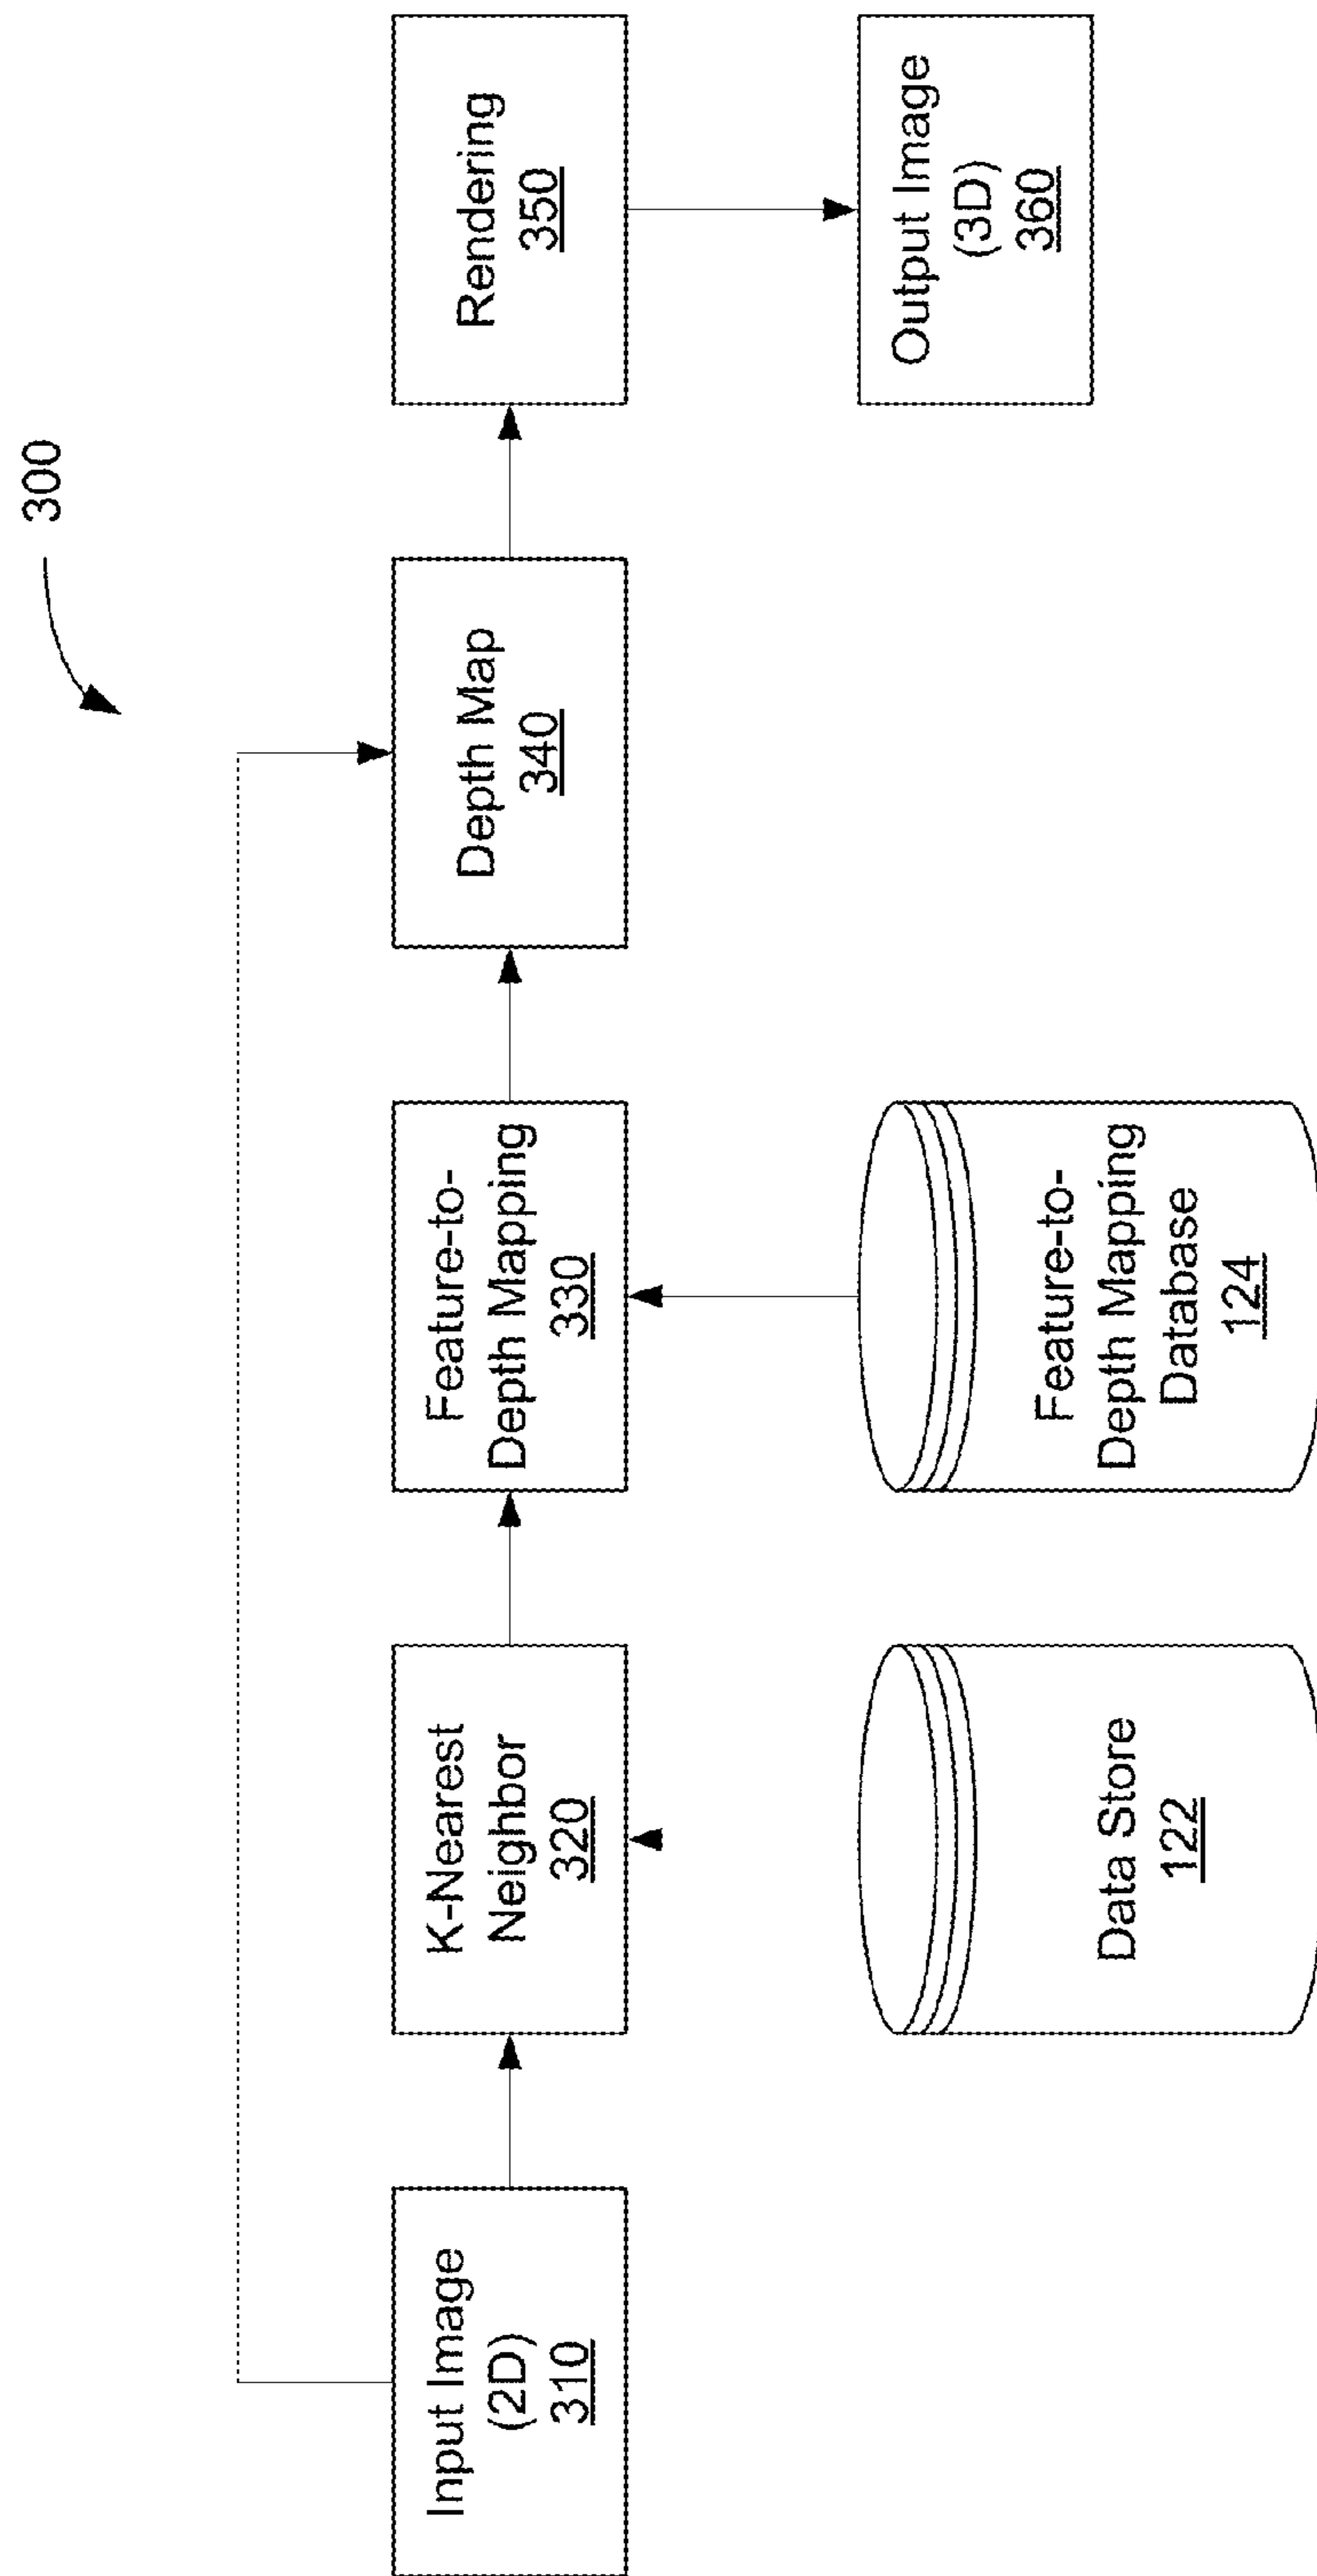 300
Input Image
(2D)
310
K-Nearest
Neighbor
320
Feature-to-
Depth Mapping
330
Depth Map
340
Rendering
350
Data Store
122
Feature-to-
Depth Mapping
Database
124
Output Image
(3D)
360